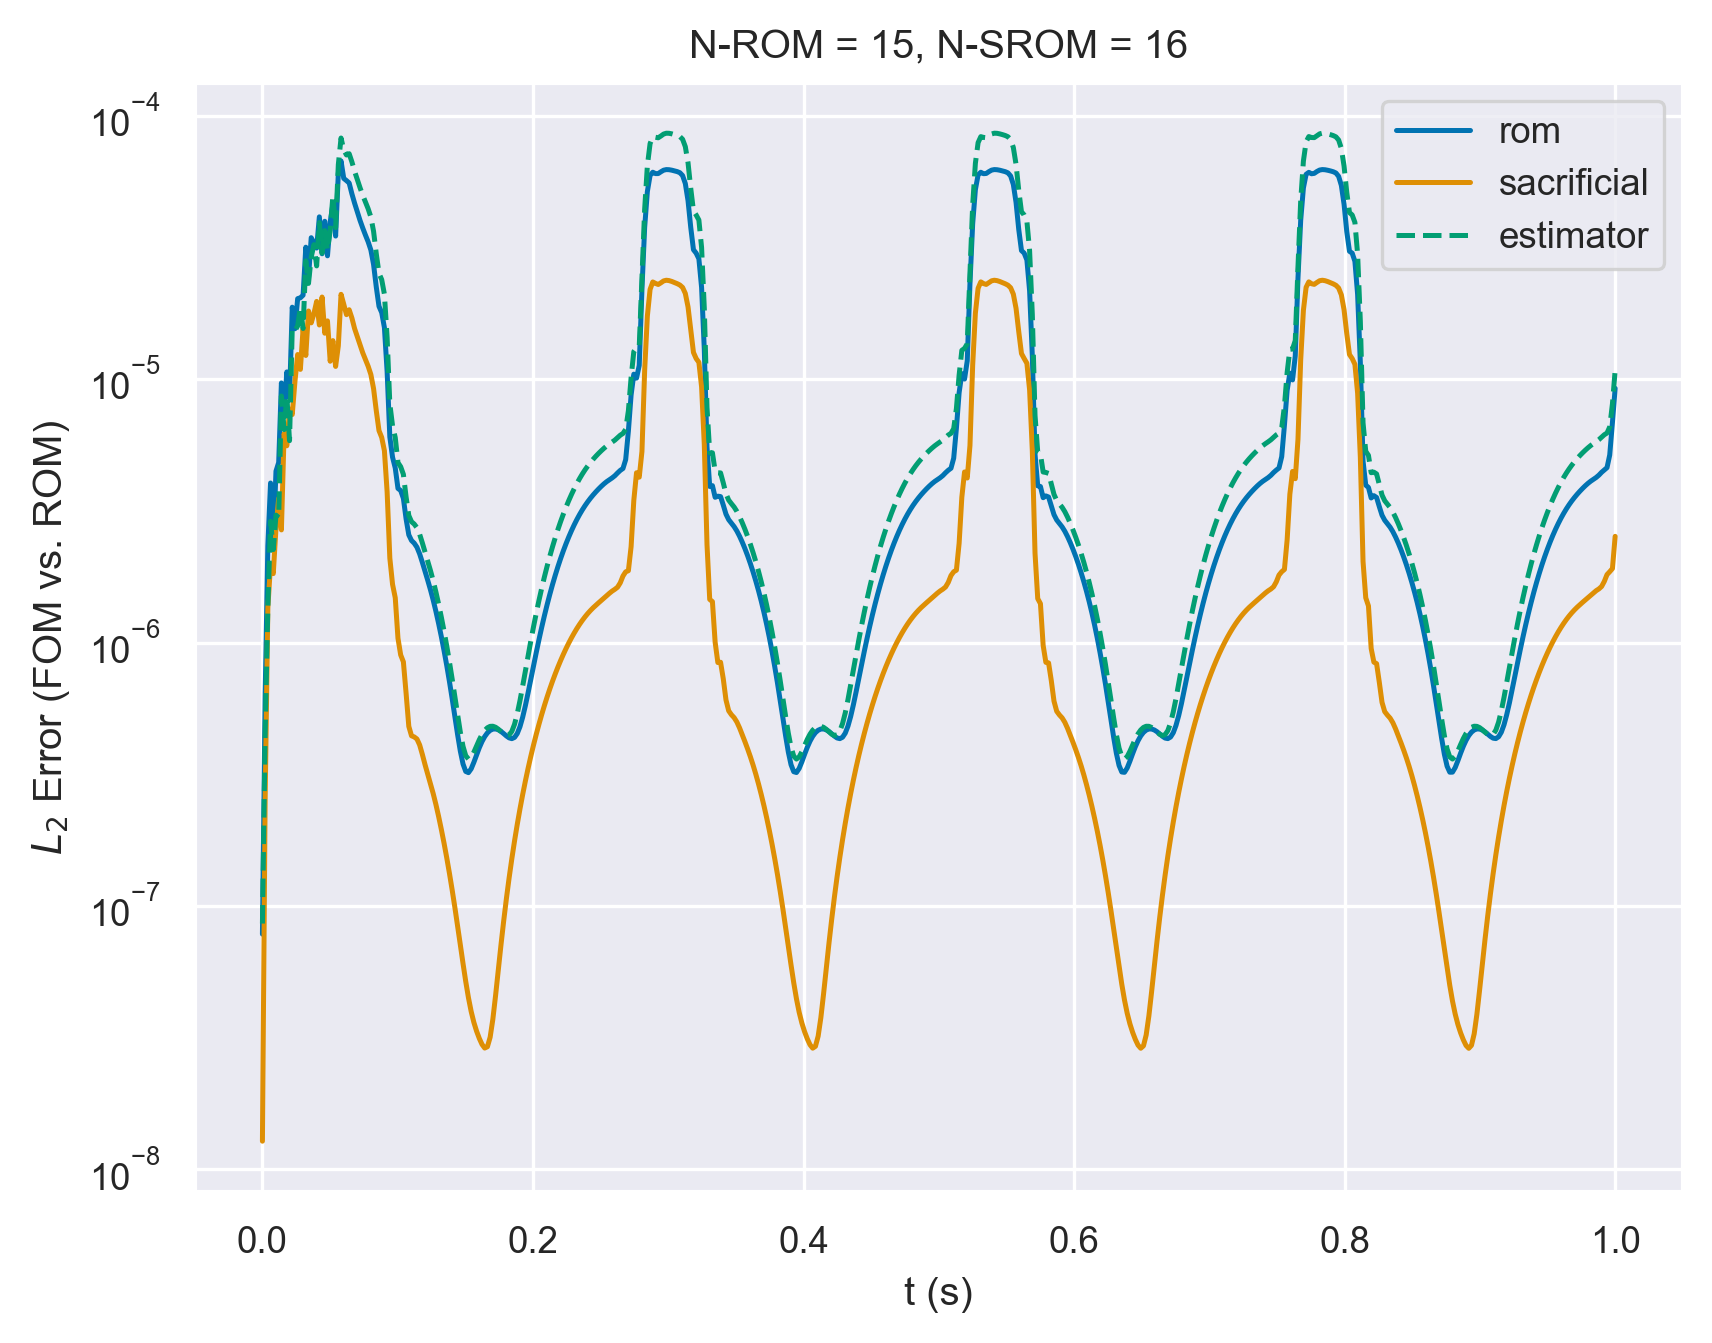 N-ROM = 15, N-SROM = 16
L₂ Error (FOM vs. ROM)
10⁻⁴
10⁻⁵
10⁻⁶
10⁻⁷
10⁻⁸
rom
sacrificial
estimator
0.0 0.2 0.4 0.6 0.8 1.0
t (s)